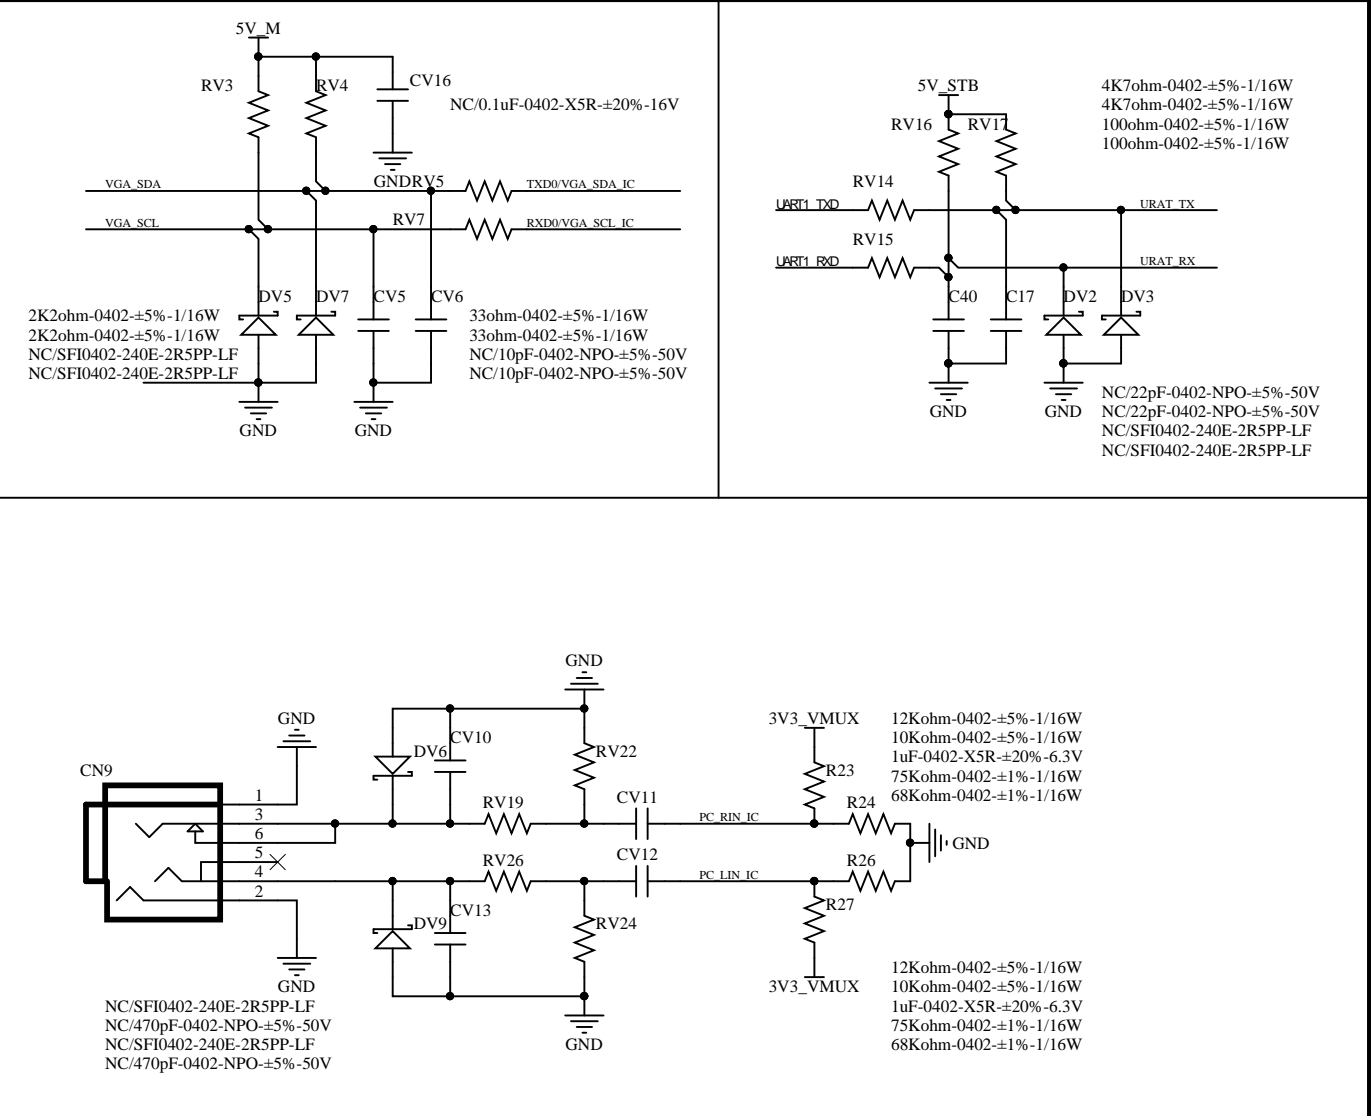 5V_M
RV3
RV4
CV16
NC/0.1uF-0402-X5R-±20%-16V
GND
RV5
VGA_SDA
TXD0/VGA_SDA_IC
RV7
VGA_SCL
RXD0/VGA_SCL_IC
DV5
DV7
CV5
CV6
2K2ohm-0402-±5%-1/16W
2K2ohm-0402-±5%-1/16W
NC/SFI0402-240E-2R5PP-LF
NC/SFI0402-240E-2R5PP-LF
33ohm-0402-±5%-1/16W
33ohm-0402-±5%-1/16W
NC/10pF-0402-NPO-±5%-50V
NC/10pF-0402-NPO-±5%-50V
GND
GND
5V_STB
4K7ohm-0402-±5%-1/16W
4K7ohm-0402-±5%-1/16W
100ohm-0402-±5%-1/16W
100ohm-0402-±5%-1/16W
RV16
RV17
RV14
UART1_TXD
URAT_TX
RV15
UART1_RXD
URAT_RX
C40
C17
DV2
DV3
GND
GND
NC/22pF-0402-NPO-±5%-50V
NC/22pF-0402-NPO-±5%-50V
NC/SFI0402-240E-2R5PP-LF
NC/SFI0402-240E-2R5PP-LF
GND
GND
3V3_VMUX
12Kohm-0402-±5%-1/16W
10Kohm-0402-±5%-1/16W
1uF-0402-X5R-±20%-6.3V
75Kohm-0402-±1%-1/16W
68Kohm-0402-±1%-1/16W
CV10
DV6
RV22
CN9
R23
1
RV19
CV11
R24
3
PC_RIN_IC
6
GND
5
RV26
CV12
R26
4
PC_LIN_IC
2
CV13
DV9
RV24
R27
GND
3V3_VMUX
GND
NC/SFI0402-240E-2R5PP-LF
NC/470pF-0402-NPO-±5%-50V
NC/SFI0402-240E-2R5PP-LF
NC/470pF-0402-NPO-±5%-50V
12Kohm-0402-±5%-1/16W
10Kohm-0402-±5%-1/16W
1uF-0402-X5R-±20%-6.3V
75Kohm-0402-±1%-1/16W
68Kohm-0402-±1%-1/16W